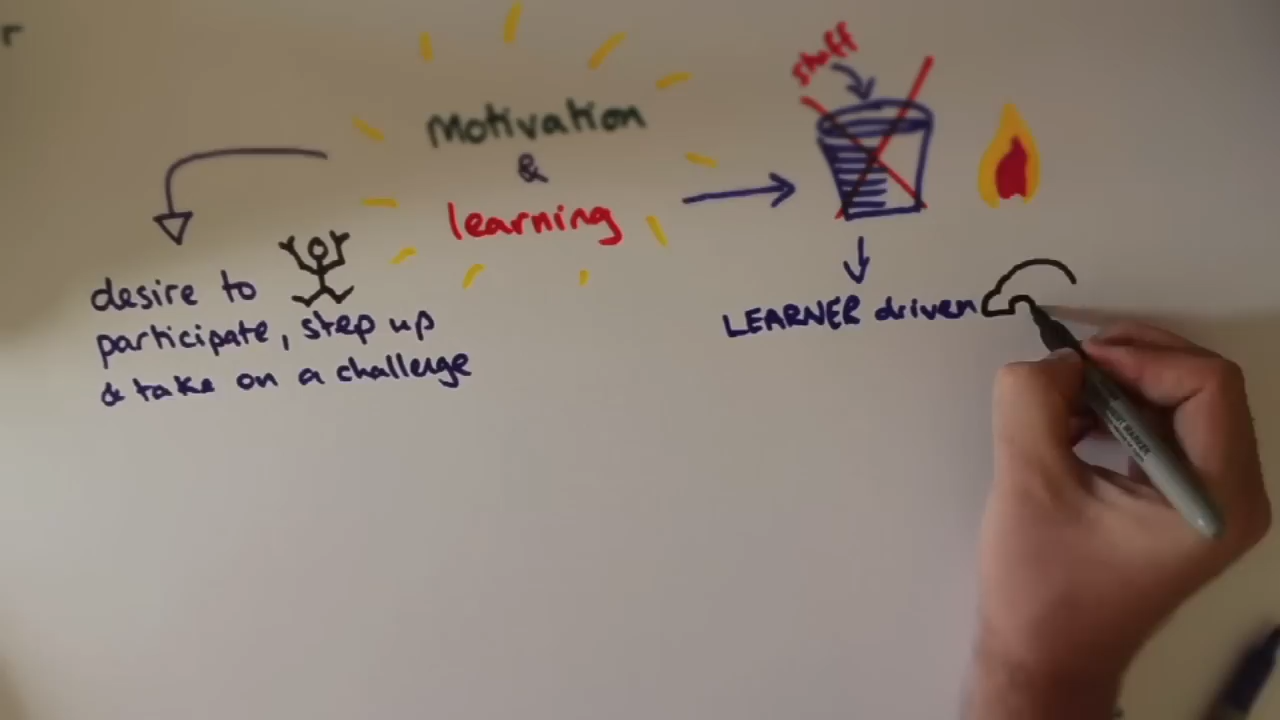 Motivation
&
learning
stuff
desire to
participate, step up
& take on a challenge
LEARNER driven